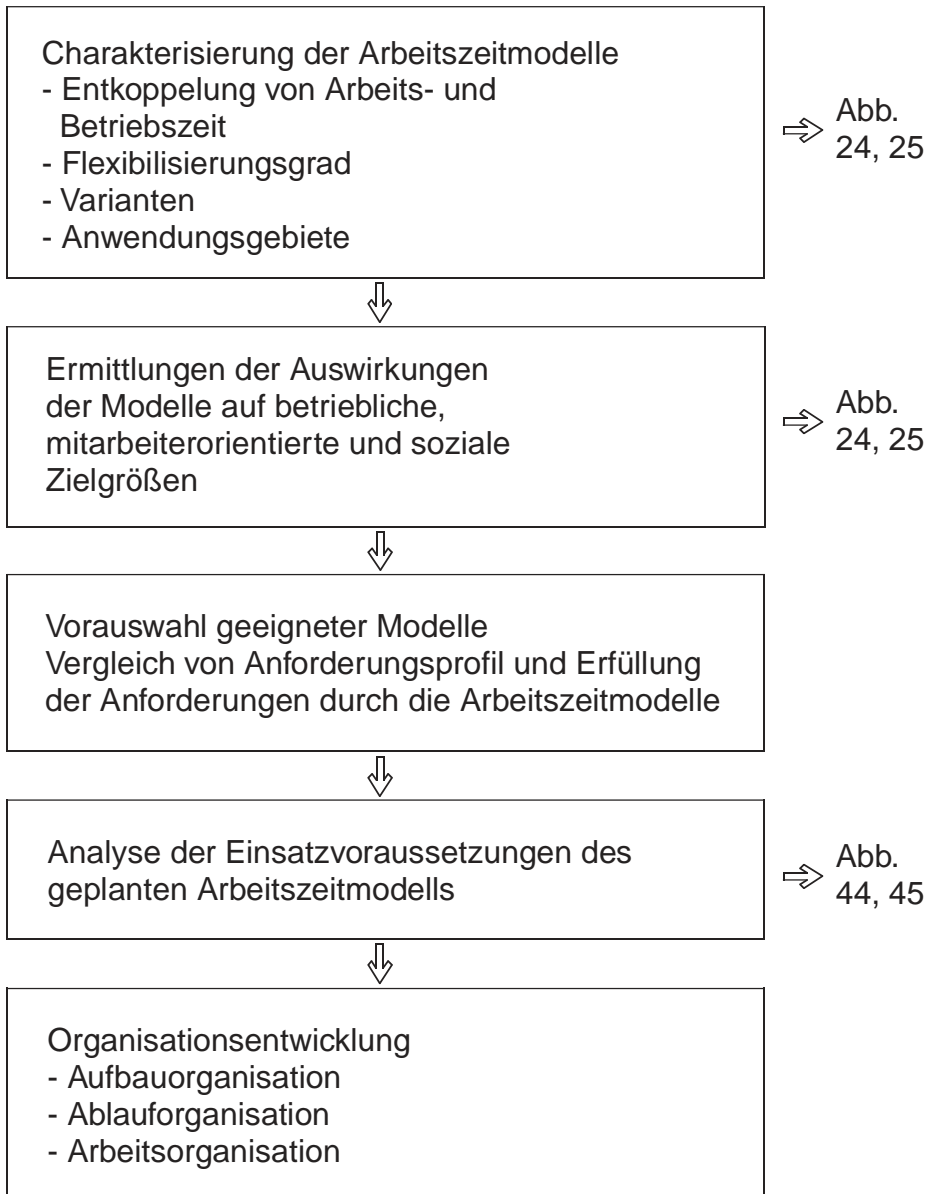 Charakterisierung der Arbeitszeitmodelle
- Entkoppelung von Arbeits- und
Betriebszeit
- Flexibilisierungsgrad
- Varianten
- Anwendungsgebiete
Abb.
24, 25
Ermittlungen der Auswirkungen
der Modelle auf betriebliche,
mitarbeiterorientierte und soziale
Zielgrößen
Abb.
24, 25
Vorauswahl geeigneter Modelle
Vergleich von Anforderungsprofil und Erfüllung
der Anforderungen durch die Arbeitszeitmodelle
Analyse der Einsatzvoraussetzungen des
geplanten Arbeitszeitmodells
Abb.
44, 45
Organisationsentwicklung
- Aufbauorganisation
- Ablauforganisation
- Arbeitsorganisation